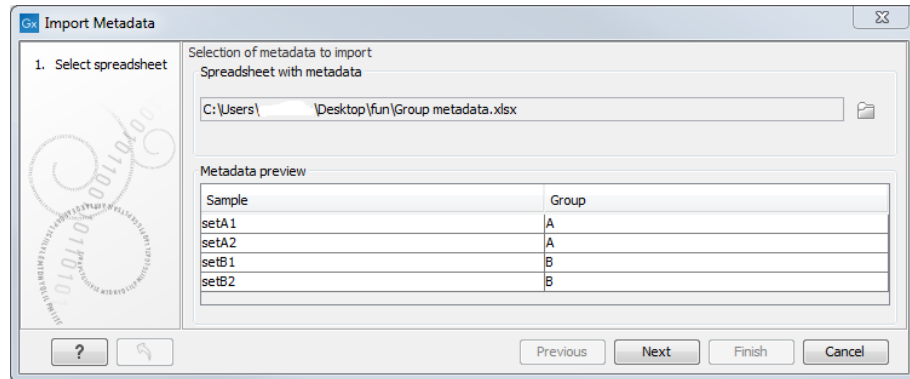 Gx Import Metadata
1. Select spreadsheet
Selection of metadata to import
Spreadsheet with metadata
C:\Users\ \Desktop\fun\Group metadata.xlsx
Metadata preview
Sample Group
setA1 A
setA2 A
setB1 B
setB2 B
? Previous Next Finish Cancel